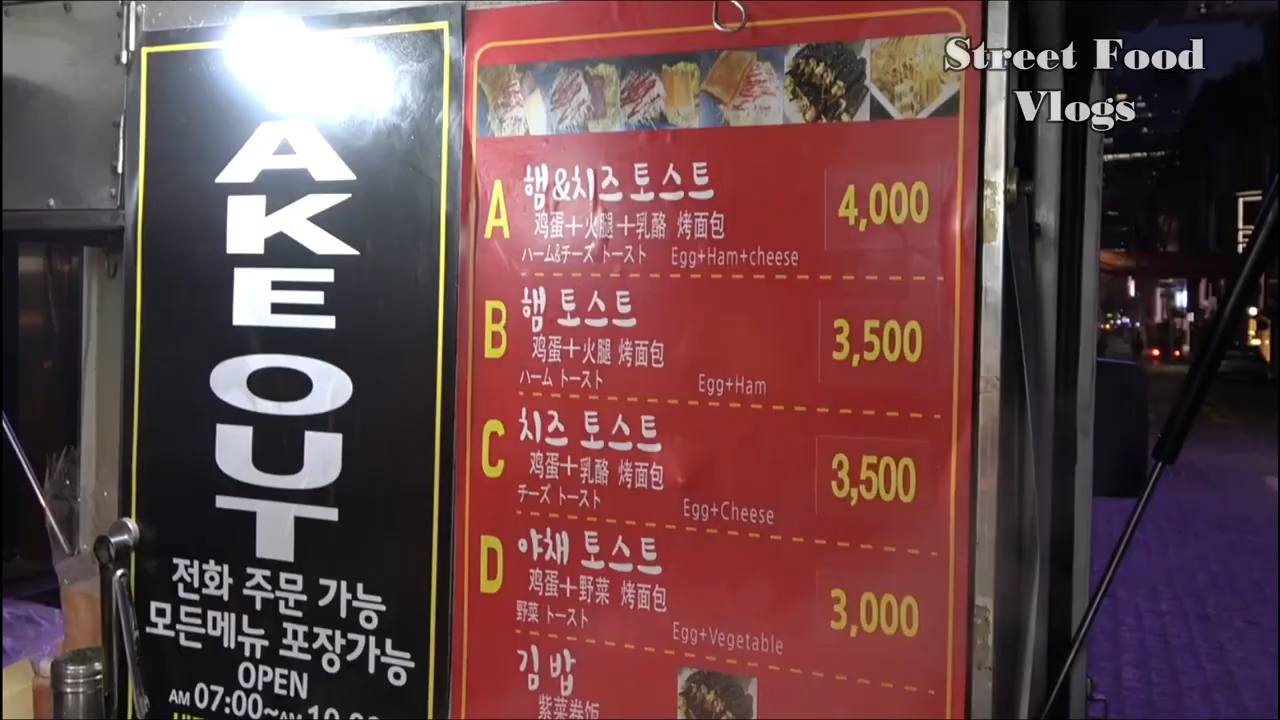 Street Food
Vlogs
AKEOUT
전화 주문 가능
모든메뉴 포장가능
OPEN
AM 07:00~AM
A 햄&치즈토스트 4,000
鸡蛋+火腿+乳酪 烤面包
ハーム&チーズ トースト Egg+Ham+cheese
B 햄 토스트 3,500
鸡蛋+火腿 烤面包
ハーム トースト Egg+Ham
C 치즈 토스트 3,500
鸡蛋+乳酪 烤面包
チーズ トースト Egg+Cheese
D 야채 토스트 3,000
鸡蛋+野菜 烤面包
野菜 トースト Egg+Vegetable
김밥
紫菜卷饭